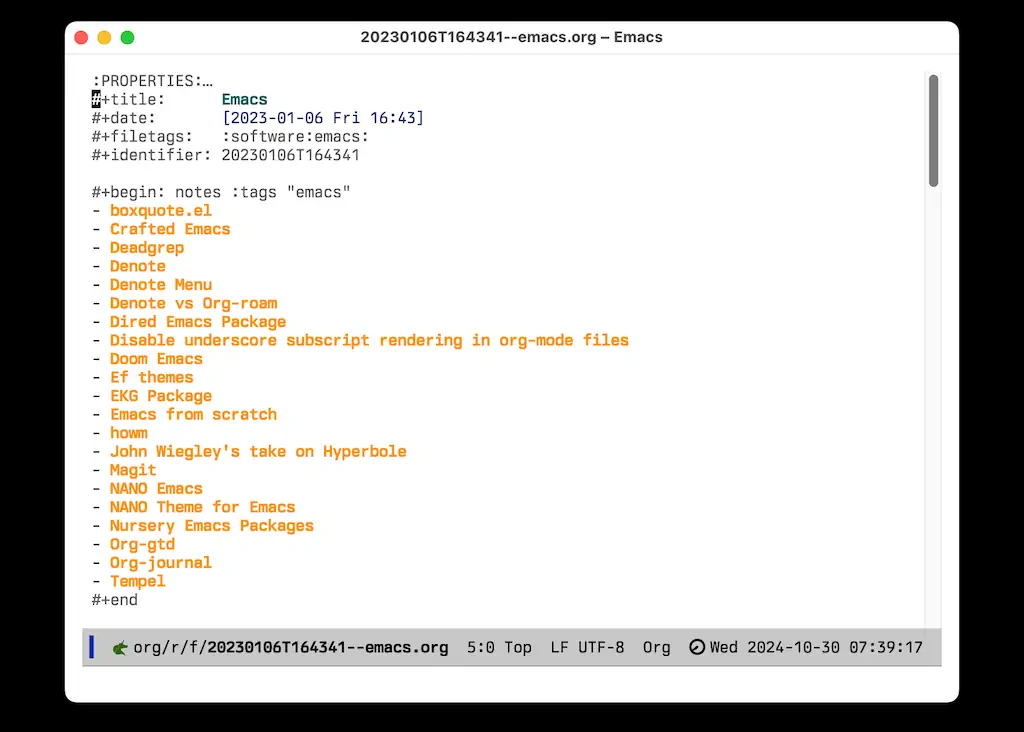 20230106T164341--emacs.org – Emacs
:PROPERTIES:…
#+title:      Emacs
#+date:       [2023-01-06 Fri 16:43]
#+filetags:   :software:emacs:
#+identifier: 20230106T164341
#+begin: notes :tags "emacs"
- boxquote.el
- Crafted Emacs
- Deadgrep
- Denote
- Denote Menu
- Denote vs Org-roam
- Dired Emacs Package
- Disable underscore subscript rendering in org-mode files
- Doom Emacs
- Ef themes
- EKG Package
- Emacs from scratch
- howm
- John Wiegley's take on Hyperbole
- Magit
- NANO Emacs
- NANO Theme for Emacs
- Nursery Emacs Packages
- Org-gtd
- Org-journal
- Tempel
#+end
org/r/f/20230106T164341--emacs.org  5:0 Top  LF UTF-8  Org  Wed 2024-10-30 07:39:17